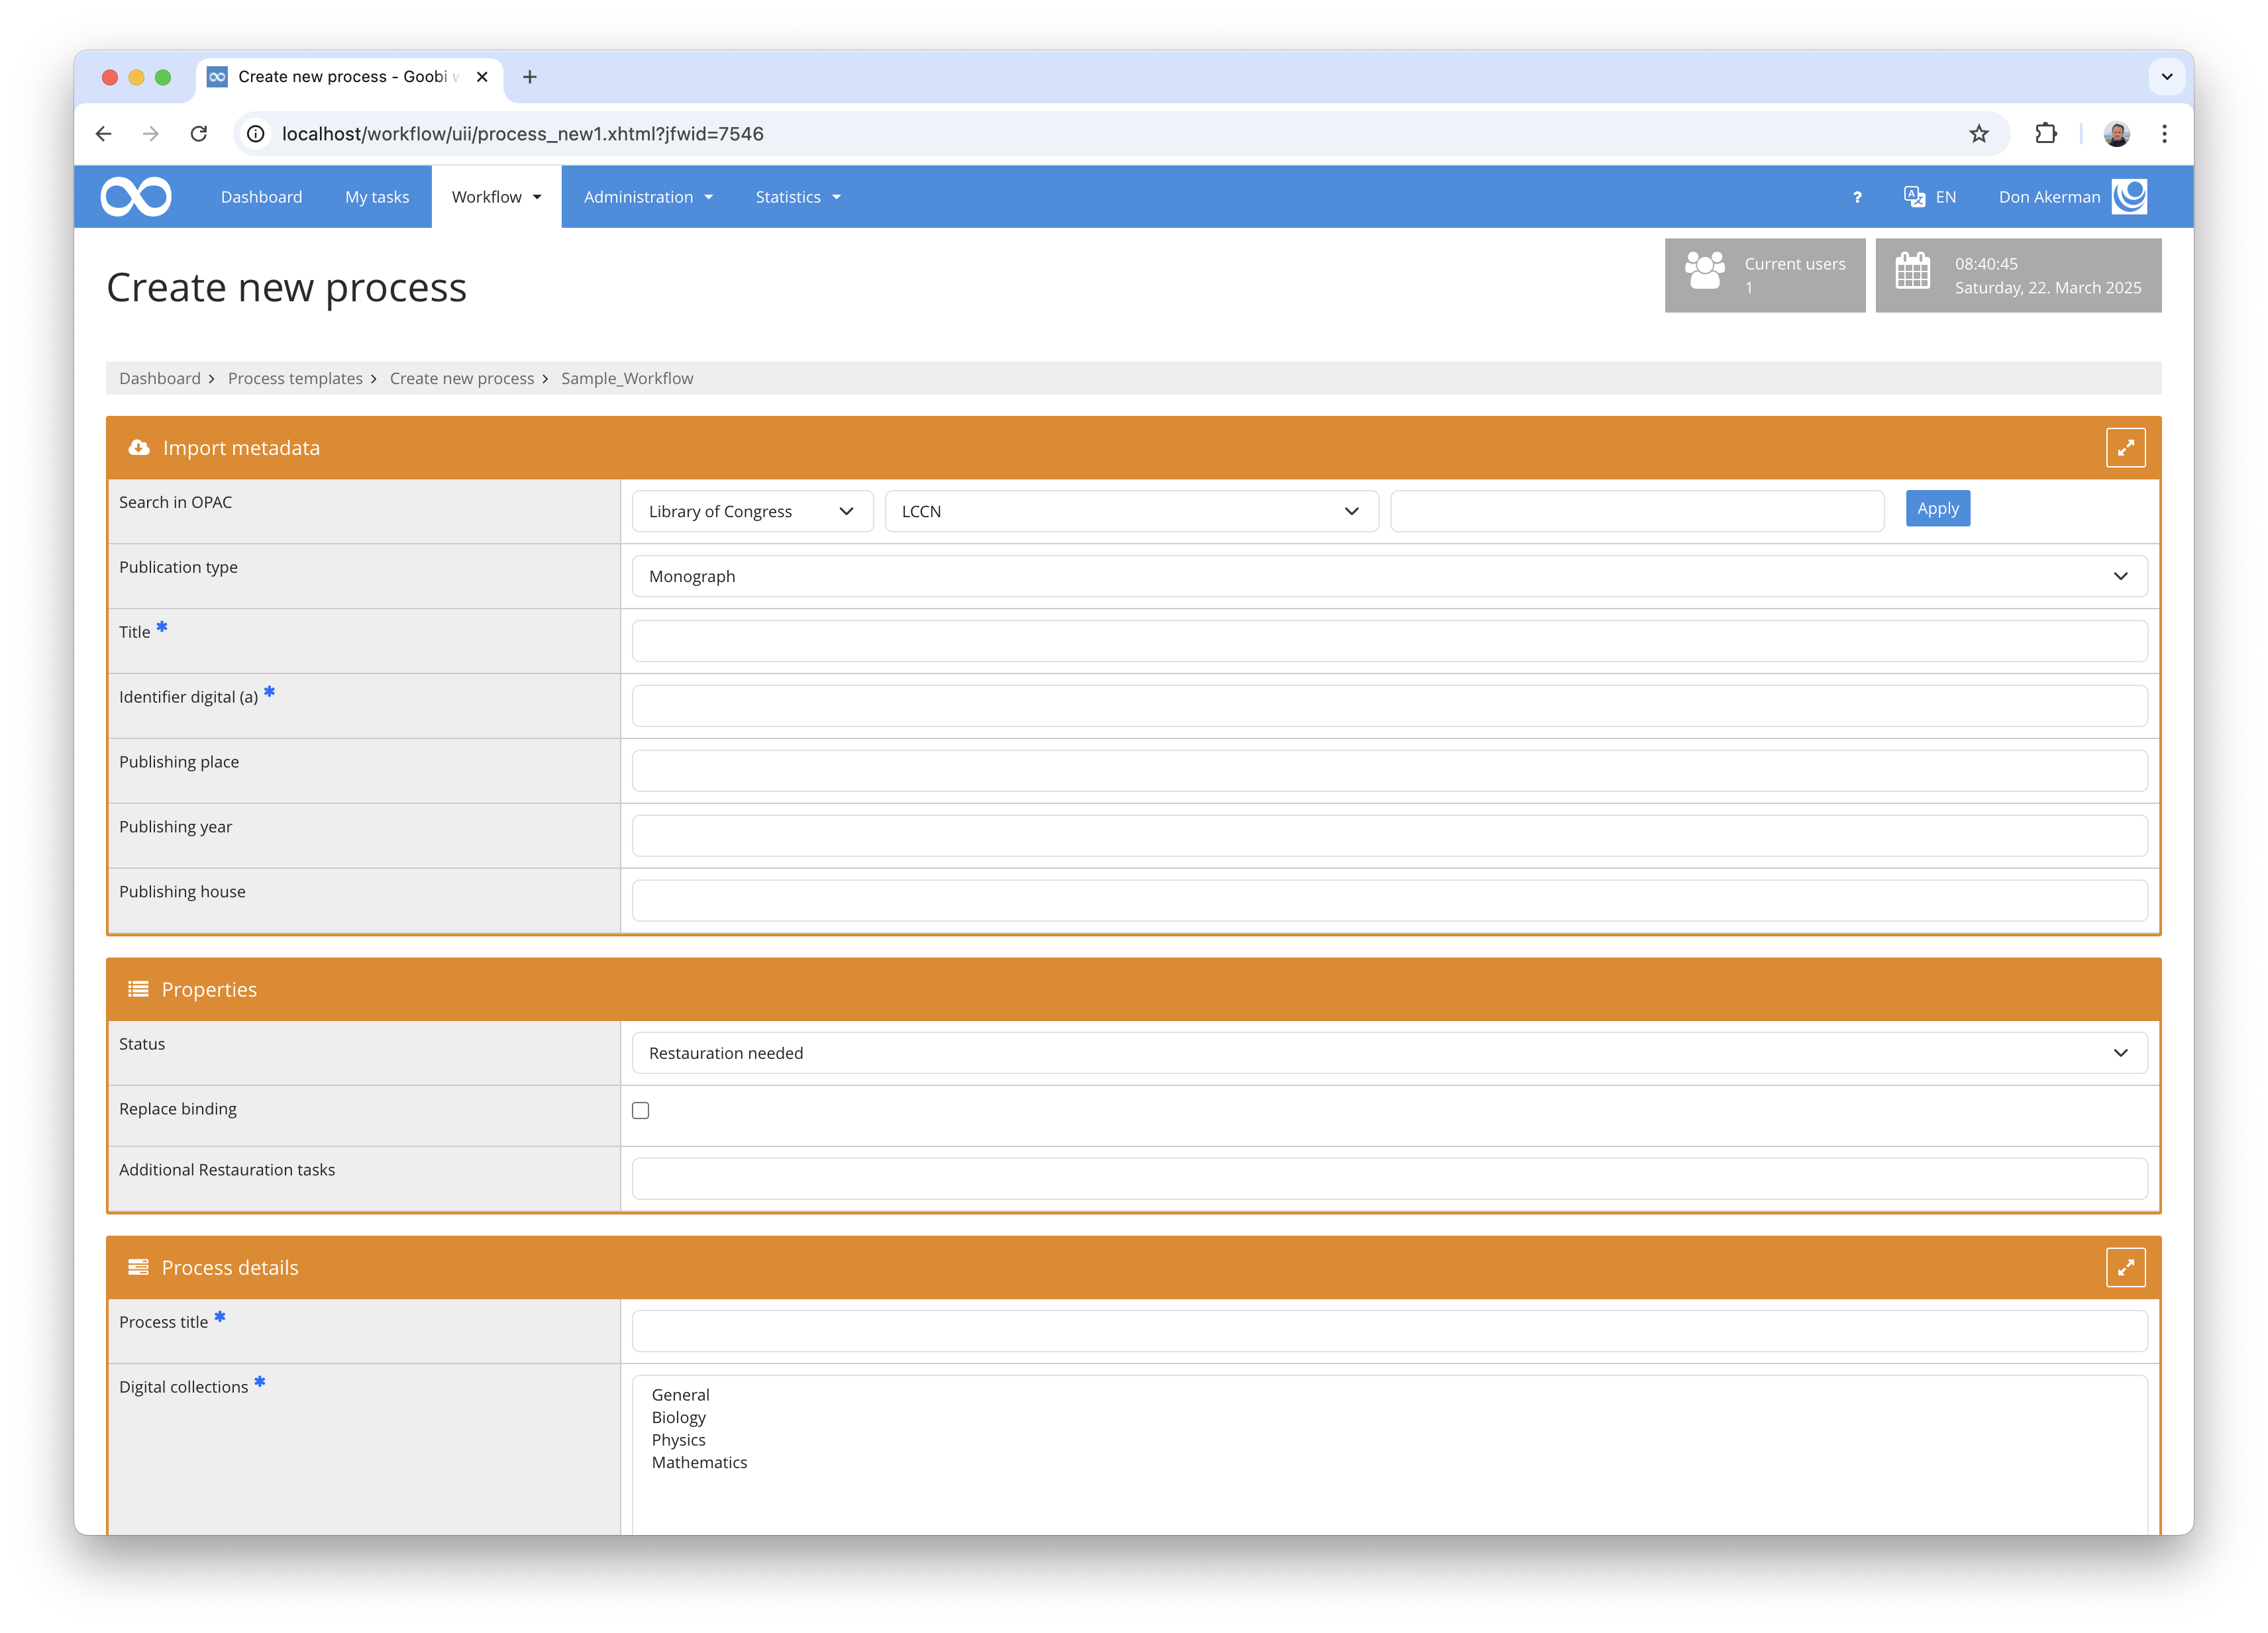 Create new process - Goobi w
localhost/workflow/uii/process_new1.xhtml?jfwid=7546
Dashboard My tasks Workflow Administration Statistics ? EN Don Akerman
Create new process
Current users
1
08:40:45
Saturday, 22. March 2025
Dashboard > Process templates > Create new process > Sample_Workflow
Import metadata
Search in OPAC Library of Congress LCCN Apply
Publication type Monograph
Title *
Identifier digital (a) *
Publishing place
Publishing year
Publishing house
Properties
Status Restauration needed
Replace binding
Additional Restauration tasks
Process details
Process title *
Digital collections *
General
Biology
Physics
Mathematics